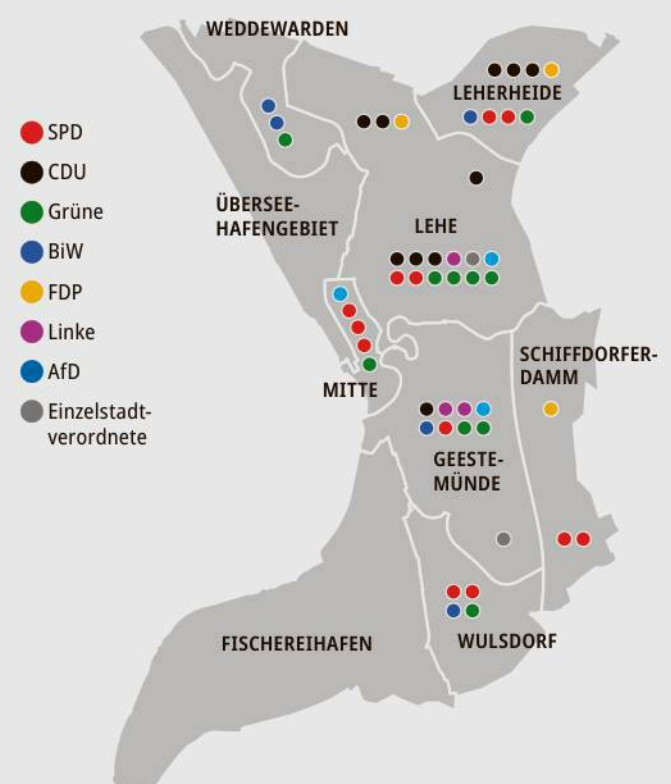 WEDDEWARDEN
LEHERHEIDE
SPD
CDU
Grüne
BiW
FDP
Linke
AfD
Einzelstadt-
verordnete
ÜBERSEE-
HAFENGEBIET
LEHE
MITTE
SCHIFFDORFER-
DAMM
GEESTE-
MÜNDE
FISCHEREIHAFEN
WULSDORF